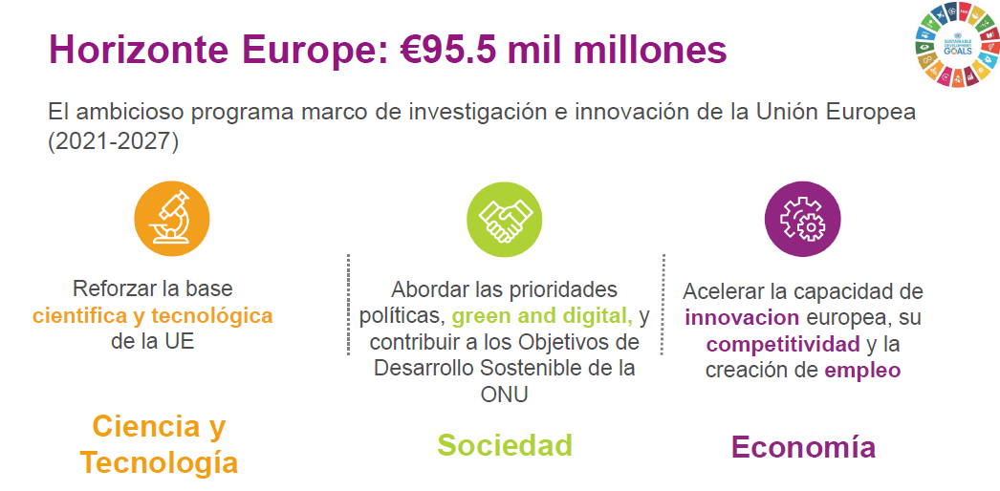 Horizonte Europe: €95.5 mil millones
SUSTAINABLE
DEVELOPMENT
GOALS
El ambicioso programa marco de investigación e innovación de la Unión Europea
(2021-2027)
Reforzar la base
cientifica y tecnológica
de la UE
Ciencia y
Tecnología
Abordar las prioridades
políticas, green and digital, y
contribuir a los Objetivos de
Desarrollo Sostenible de la
ONU
Sociedad
Acelerar la capacidad de
innovacion europea, su
competitividad y la
creación de empleo
Economía